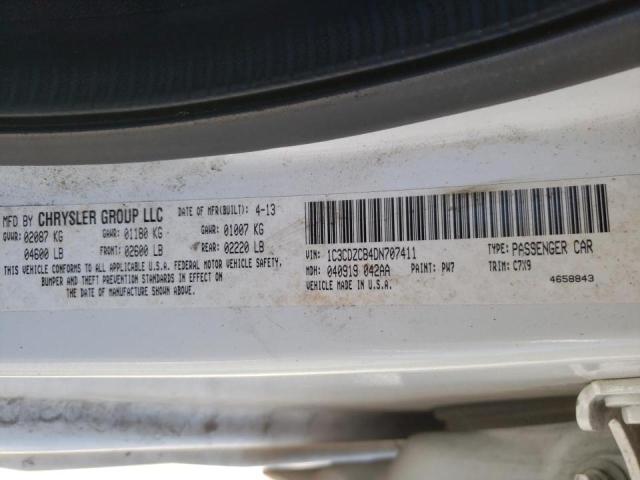 MFD BY CHRYSLER GROUP LLC DATE OF MFR(BUILT): 4-13
GVWR: 02087 KG GAWR: 01180 KG GAWR: 01007 KG
04600 LB FRONT: 02600 LB REAR: 02220 LB
THIS VEHICLE CONFORMS TO ALL APPLICABLE U.S.A. FEDERAL MOTOR VEHICLE SAFETY,
BUMPER AND THEFT PREVENTION STANDARDS IN EFFECT ON
THE DATE OF MANUFACTURE SHOWN ABOVE.
VIN: 1C3CDZCB4DN707411 TYPE: PASSENGER CAR
MDH: 040919 042AA PAINT: PW7 TRIM: C7X9
VEHICLE MADE IN U.S.A. 4658843